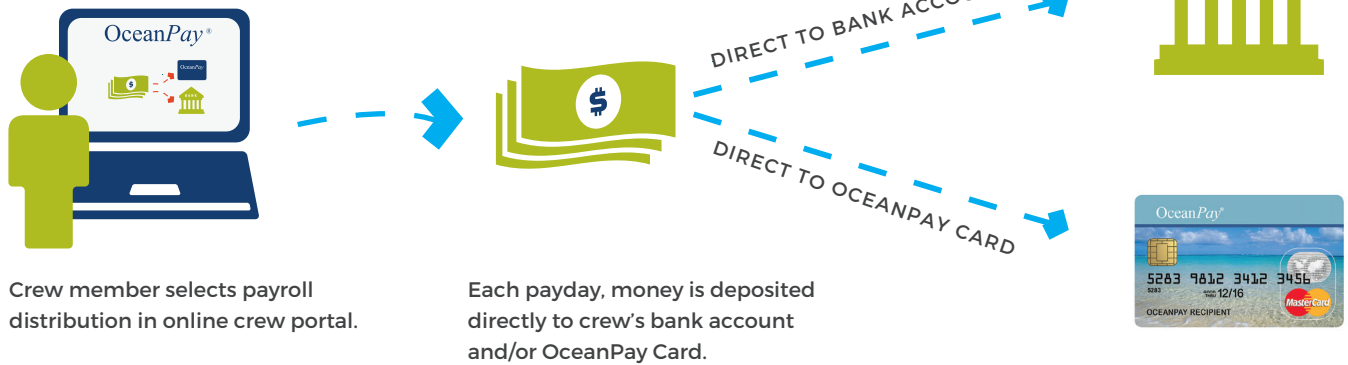 OceanPay®
OceanPay
BANK
$
$
DIRECT TO BANK
DIRECT TO OCEANPAY CARD
OceanPay®
5283 9812 3412 3456
5283
GOOD THRU 12/16
OCEANPAY RECIPIENT
MasterCard
Crew member selects payroll
distribution in online crew portal.
Each payday, money is deposited
directly to crew’s bank account
and/or OceanPay Card.